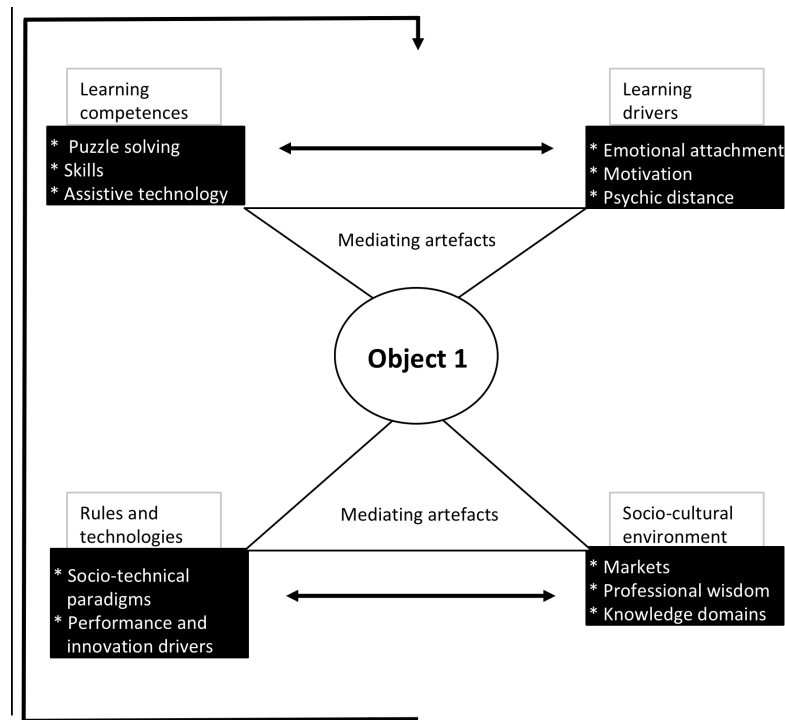 Learning
competences
* Puzzle solving
* Skills
* Assistive technology
Learning
drivers
* Emotional attachment
* Motivation
* Psychic distance
Mediating artefacts
Object 1
Mediating artefacts
Rules and
technologies
* Socio-technical
paradigms
* Performance and
innovation drivers
Socio-cultural
environment
* Markets
* Professional wisdom
* Knowledge domains